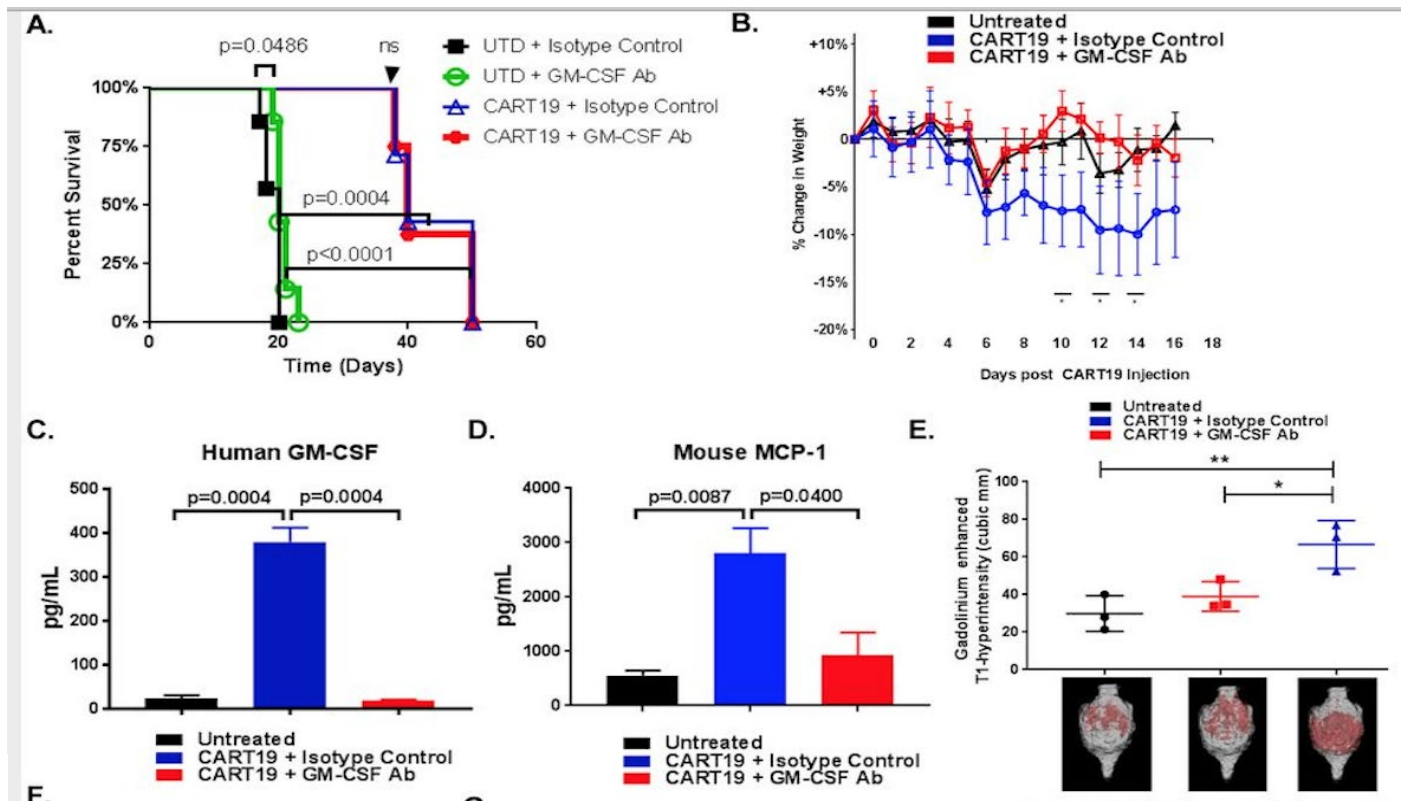 A.
p=0.0486
ns
UTD + Isotype Control
UTD + GM-CSF Ab
CART19 + Isotype Control
CART19 + GM-CSF Ab
100%
75%
50%
25%
0%
Percent Survival
p=0.0004
p<0.0001
0
20
40
60
Time (Days)
B.
Untreated
CART19 + Isotype Control
CART19 + GM-CSF Ab
+10%
+5%
0
-5%
-10%
-15%
-20%
% Change in Weight
0 2 4 6 8 10 12 14 16 18
Days post CART19 Injection
C.
Human GM-CSF
p=0.0004
p=0.0004
500
400
300
200
100
0
pg/mL
Untreated
CART19 + Isotype Control
CART19 + GM-CSF Ab
D.
Mouse MCP-1
p=0.0087
p=0.0400
4000
3000
2000
1000
0
pg/mL
Untreated
CART19 + Isotype Control
CART19 + GM-CSF Ab
E.
Untreated
CART19 + Isotype Control
CART19 + GM-CSF Ab
**
*
100
80
60
40
20
0
Gadolinium enhanced
T1-hyperintensity (cubic mm)